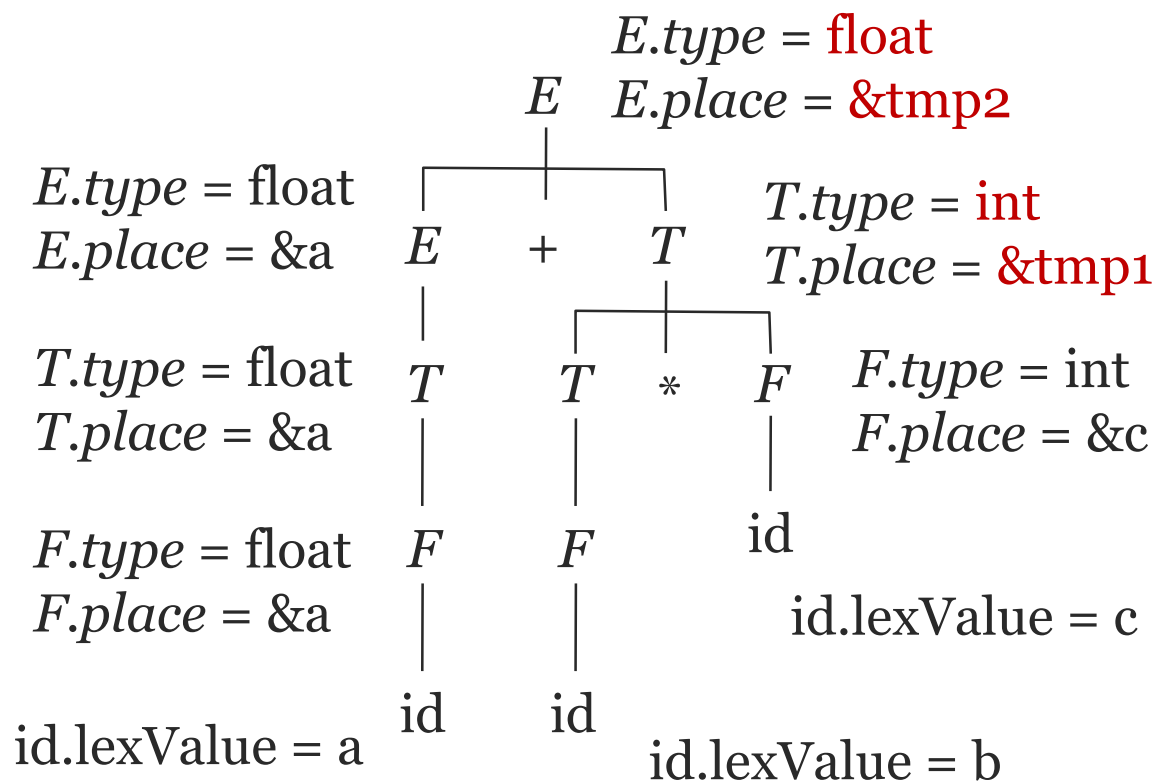 E.type = float
E E.place = &tmp2
E.type = float
E.place = &a
E + T
T.type = int
T.place = &tmp1
T.type = float
T.place = &a
T T * F
F.type = int
F.place = &c
F.type = float
F.place = &a
F F id
id.lexValue = c
id id
id.lexValue = a
id.lexValue = b